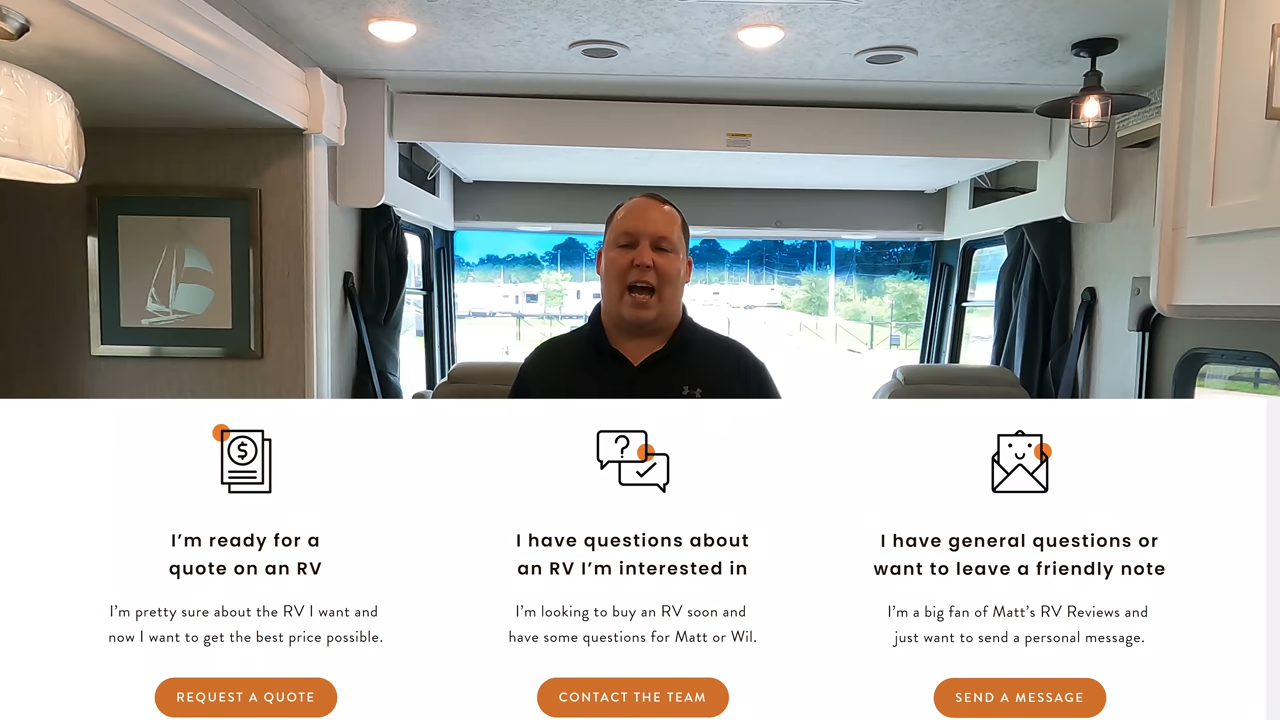 I'm ready for a
quote on an RV
I'm pretty sure about the RV I want and
now I want to get the best price possible.
REQUEST A QUOTE
I have questions about
an RV I'm interested in
I'm looking to buy an RV soon and
have some questions for Matt or Wil.
CONTACT THE TEAM
I have general questions or
want to leave a friendly note
I'm a big fan of Matt's RV Reviews and
just want to send a personal message.
SEND A MESSAGE